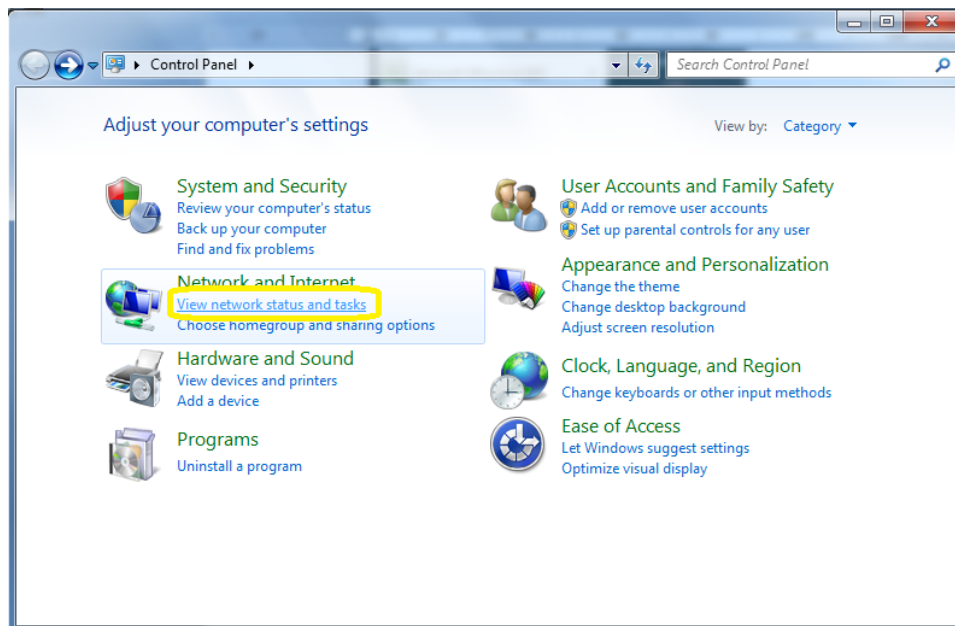 Control Panel
Search Control Panel
Adjust your computer's settings
View by: Category
System and Security
Review your computer's status
Back up your computer
Find and fix problems
Network and Internet
View network status and tasks
Choose homegroup and sharing options
Hardware and Sound
View devices and printers
Add a device
Programs
Uninstall a program
User Accounts and Family Safety
Add or remove user accounts
Set up parental controls for any user
Appearance and Personalization
Change the theme
Change desktop background
Adjust screen resolution
Clock, Language, and Region
Change keyboards or other input methods
Ease of Access
Let Windows suggest settings
Optimize visual display